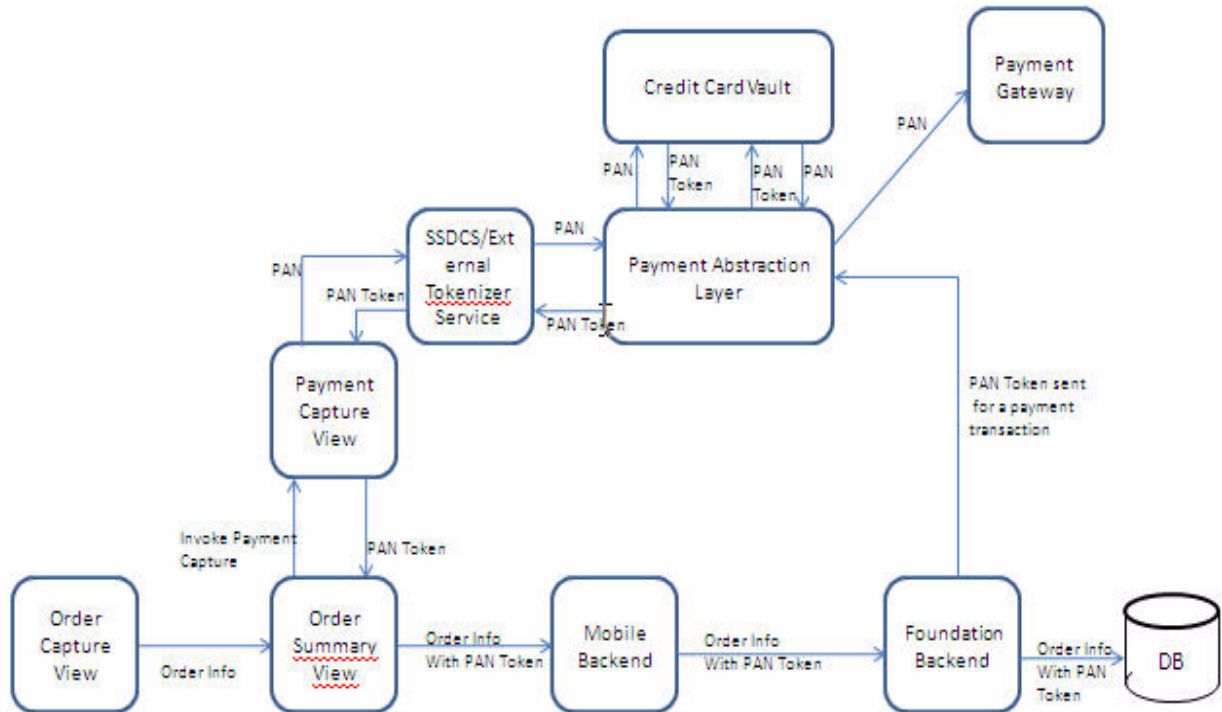 Credit Card Vault
Payment
Gateway
PAN
PAN
PAN
Token
PAN
Token
PAN
SSDCS/Ext
ernal
Tokenizer
Service
PAN
Payment Abstraction
Layer
PAN
PAN Token
PAN Token
Payment
Capture
View
PAN Token sent
for a payment
transaction
Invoke Payment
Capture
PAN Token
Order
Capture
View
Order Info
Order
Summary
View
Order Info
With PAN Token
Mobile
Backend
Order Info
With PAN Token
Foundation
Backend
Order Info
With PAN
Token
DB